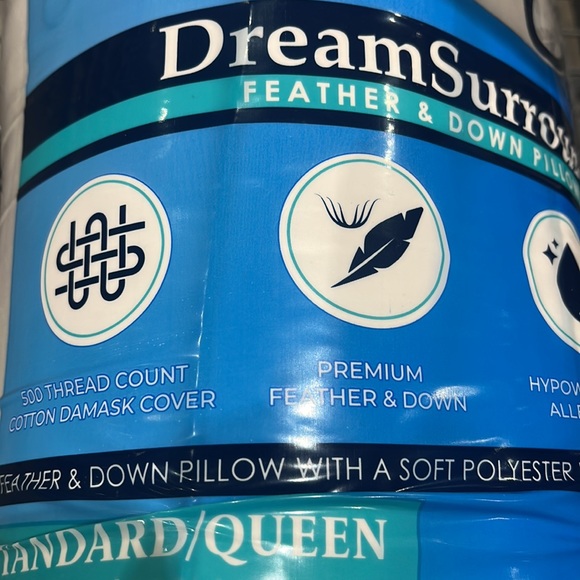 DreamSurro
FEATHER & DOWN PILLO
500 THREAD COUNT
COTTON DAMASK COVER
PREMIUM
FEATHER & DOWN
HYPOW
ALLE
FEATHER & DOWN PILLOW WITH A SOFT POLYESTER
TANDARD/QUEEN